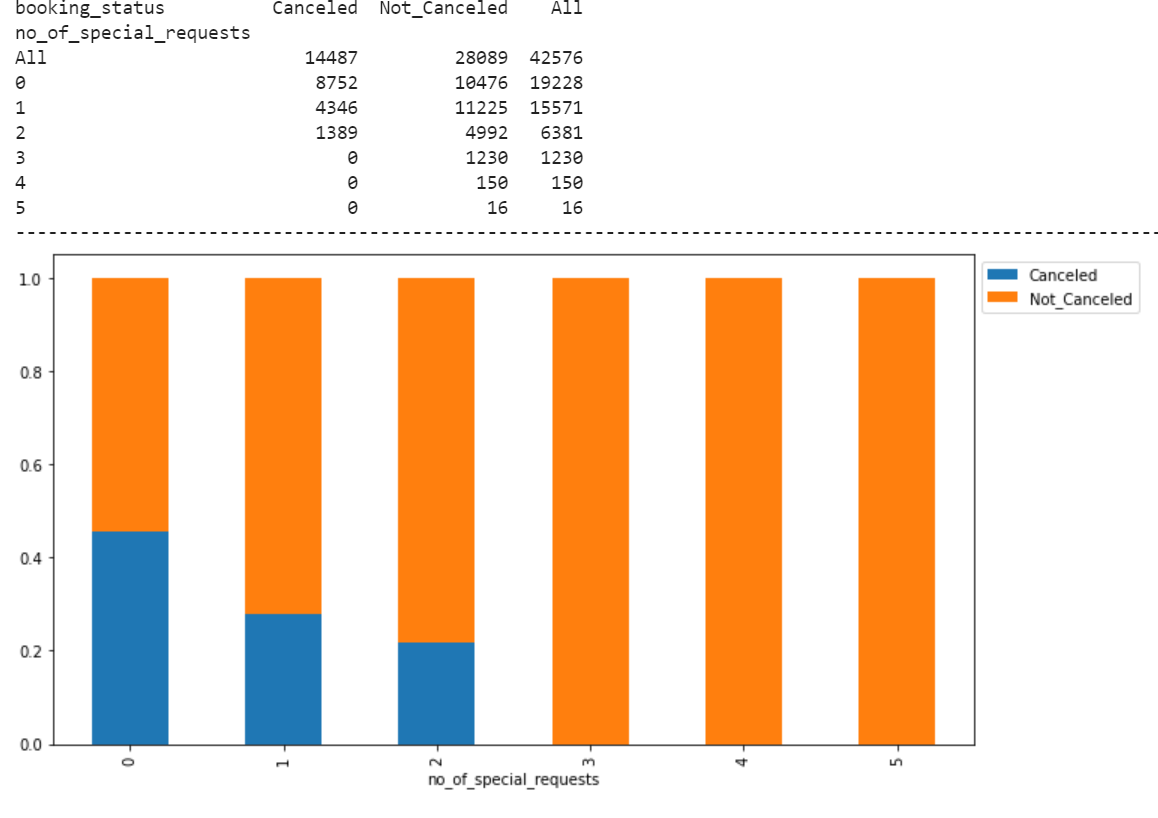 booking_status Canceled Not_Canceled All
no_of_special_requests
All 14487 28089 42576
0 8752 10476 19228
1 4346 11225 15571
2 1389 4992 6381
3 0 1230 1230
4 0 150 150
5 0 16 16
------------------------------------------------------------------------------------------------------------------------
Canceled
Not_Canceled
1.0
0.8
0.6
0.4
0.2
0.0
0 1 2 3 4 5
no_of_special_requests